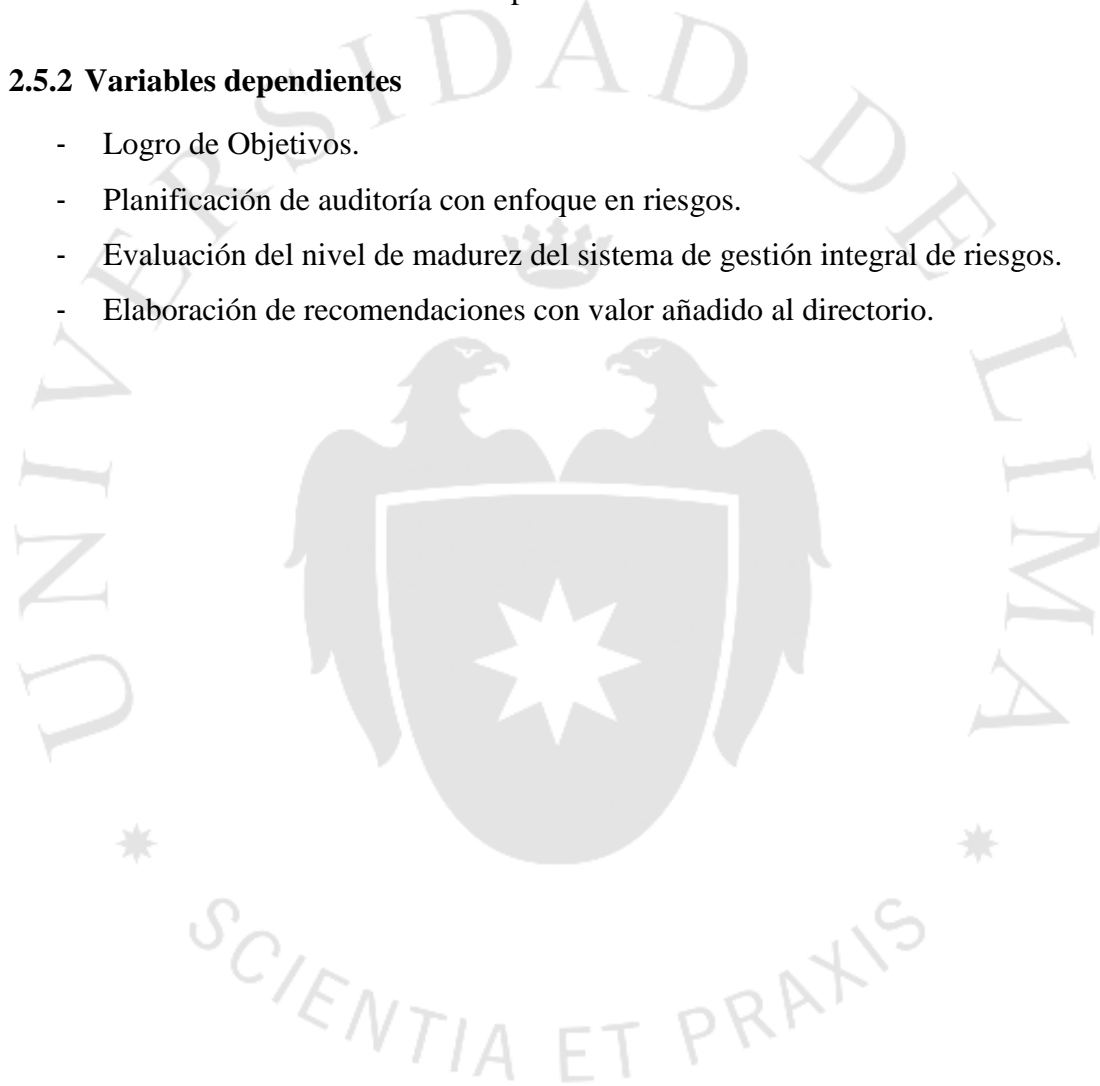 2.5.2 Variables dependientes
- Logro de Objetivos.
- Planificación de auditoría con enfoque en riesgos.
- Evaluación del nivel de madurez del sistema de gestión integral de riesgos.
- Elaboración de recomendaciones con valor añadido al directorio.
UNIVERSIDAD DE LIMA
SCIENTIA ET PRAXIS